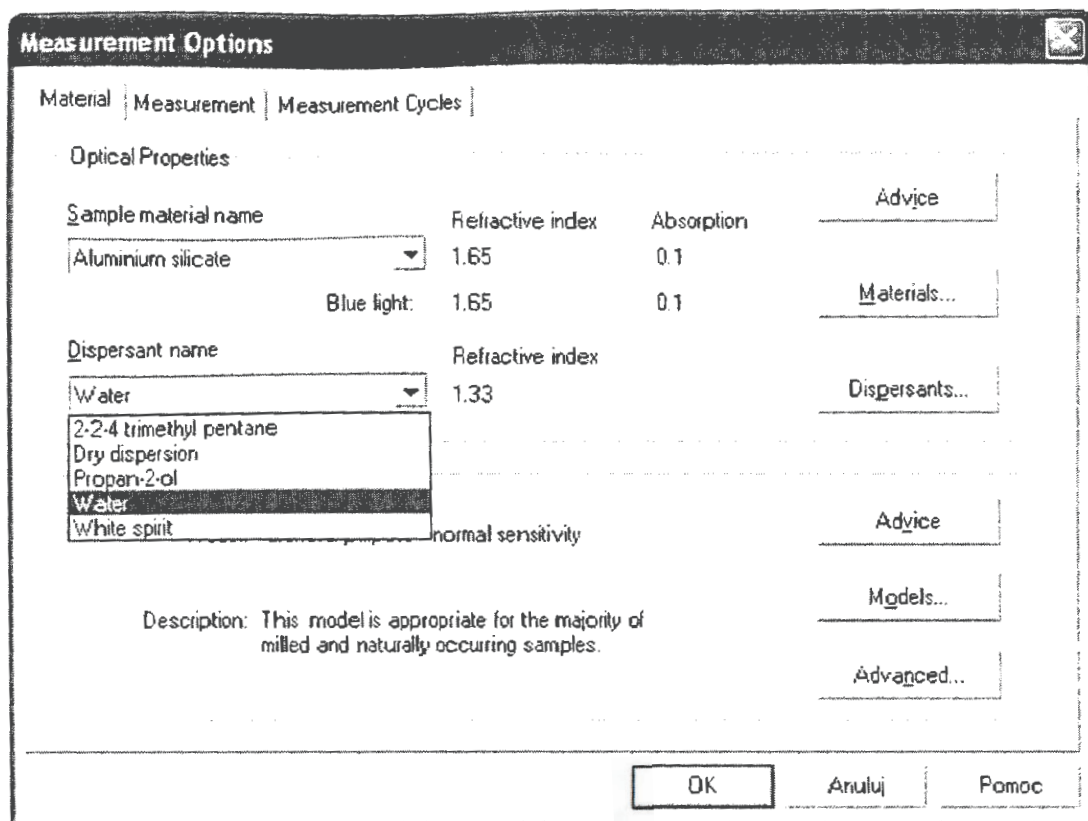 Measurement Options
Material Measurement Measurement Cycles
Optical Properties
Sample material name Refractive index Absorption Advice
Aluminium silicate 1.65 0.1
Blue light: 1.65 0.1 Materials...
Dispersant name Refractive index
Water 1.33 Dispersants...
2-2-4 trimethyl pentane
Dry dispersion
Propan-2-ol
Water
White spirit
normal sensitivity Advice
Models...
Description: This model is appropriate for the majority of
milled and naturally occurring samples.
Advanced...
OK Anuluj Pomoc